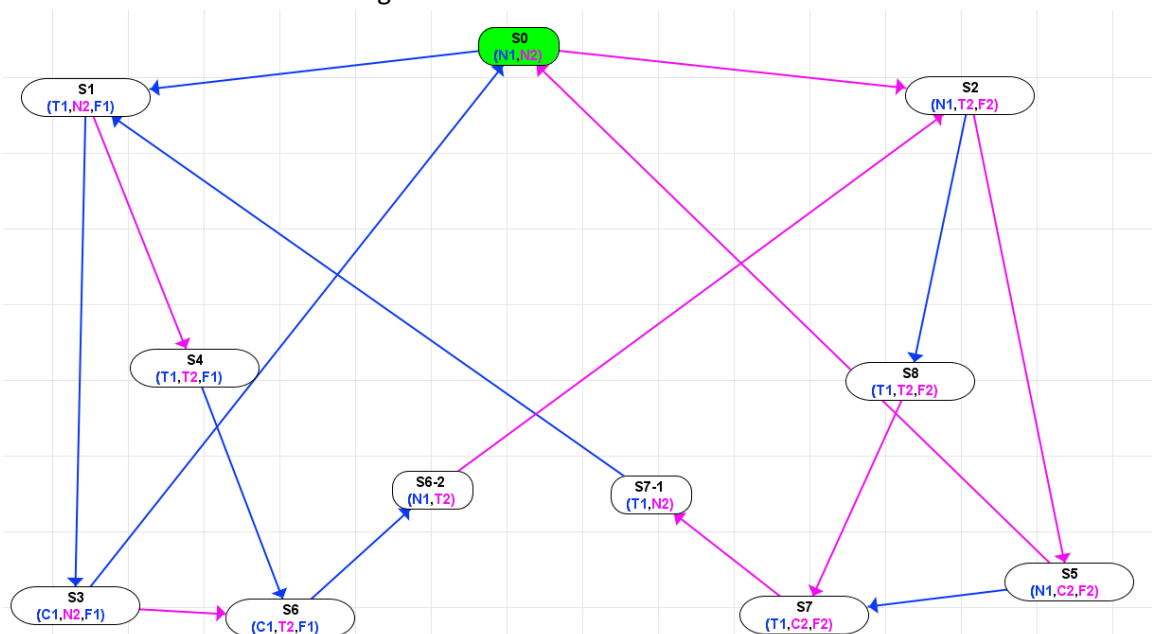 S0
(N1,N2)
S1
(T1,N2,F1)
S2
(N1,T2,F2)
S4
(T1,T2,F1)
S8
(T1,T2,F2)
S6-2
(N1,T2)
S7-1
(T1,N2)
S3
(C1,N2,F1)
S6
(C1,T2,F1)
S7
(T1,C2,F2)
S5
(N1,C2,F2)